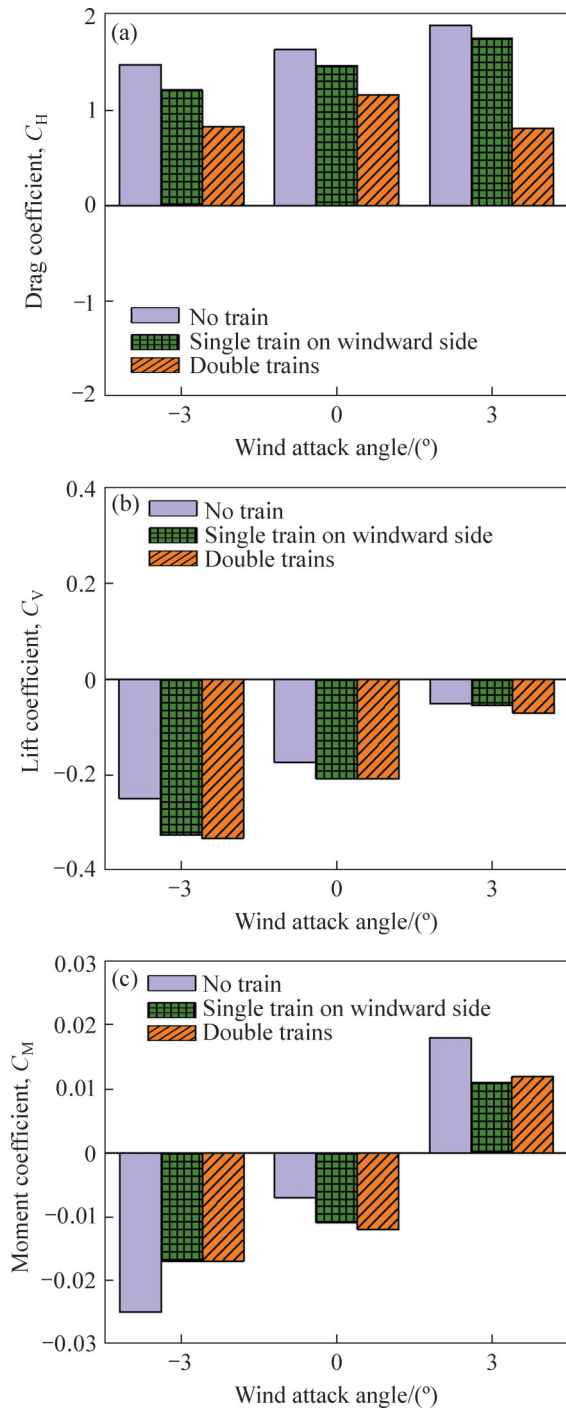 2
(a)
1
0
−1
−2
Drag coefficient, C_H
No train
Single train on windward side
Double trains
−3 0 3
Wind attack angle/(º)
0.4
(b)
0.2
0
−0.2
−0.4
Lift coefficient, C_V
No train
Single train on windward side
Double trains
−3 0 3
Wind attack angle/(º)
0.03
(c)
0.02
0.01
0
−0.01
−0.02
−0.03
Moment coefficient, C_M
No train
Single train on windward side
Double trains
−3 0 3
Wind attack angle/(º)